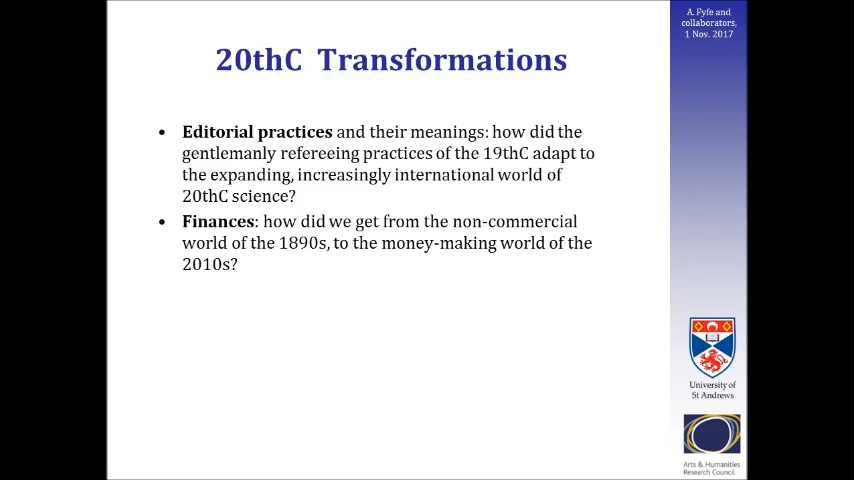 20thC Transformations
• Editorial practices and their meanings: how did the
gentlemanly refereeing practices of the 19thC adapt to
the expanding, increasingly international world of
20thC science?
• Finances: how did we get from the non-commercial
world of the 1890s, to the money-making world of the
2010s?
A. Fyfe and
collaborators,
1 Nov. 2017
University of
St Andrews
Arts & Humanities
Research Council